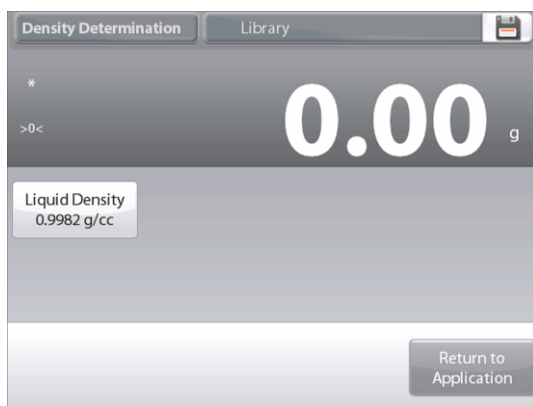 Density Determination
Library
*
>0<
0.00 g
Liquid Density
0.9982 g/cc
Return to
Application